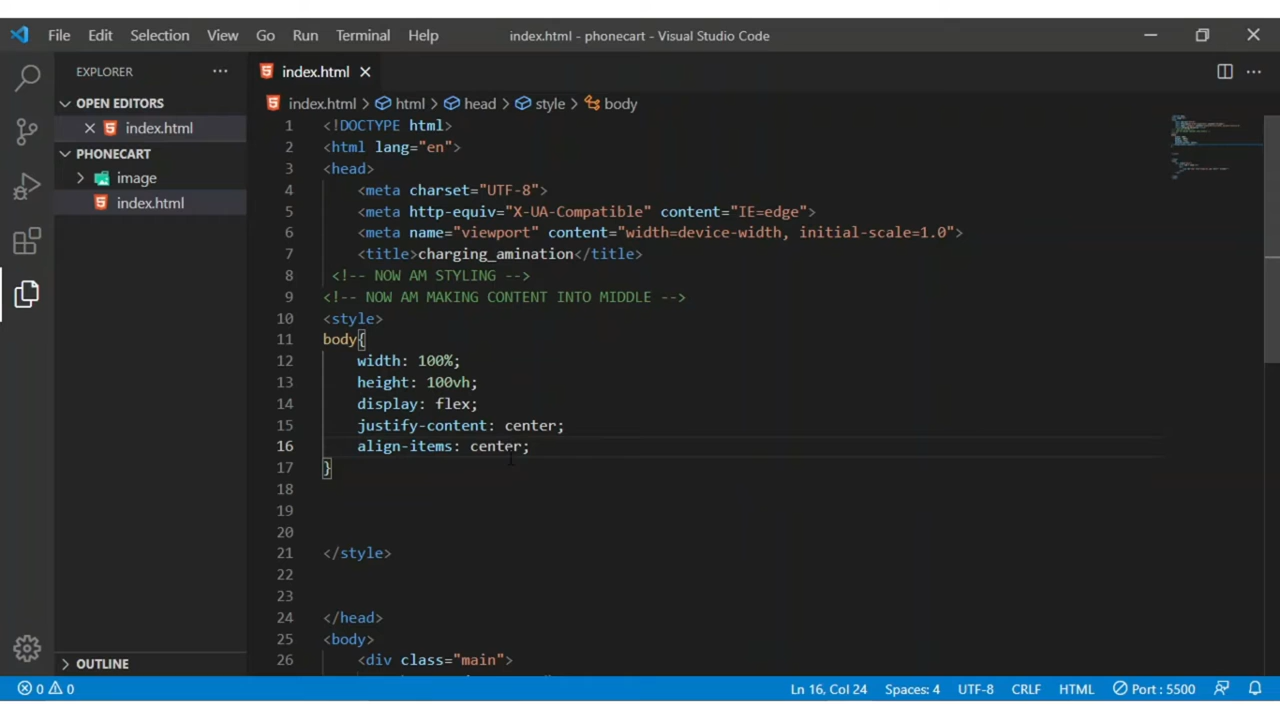 File Edit Selection View Go Run Terminal Help index.html - phonecart - Visual Studio Code
EXPLORER
OPEN EDITORS
index.html
PHONECART
image
index.html
OUTLINE
index.html
index.html > html > head > style > body
1 <!DOCTYPE html>
2 <html lang="en">
3 <head>
4 <meta charset="UTF-8">
5 <meta http-equiv="X-UA-Compatible" content="IE=edge">
6 <meta name="viewport" content="width=device-width, initial-scale=1.0">
7 <title>charging_amination</title>
8 <!-- NOW AM STYLING -->
9 <!-- NOW AM MAKING CONTENT INTO MIDDLE -->
10 <style>
11 body{
12 width: 100%;
13 height: 100vh;
14 display: flex;
15 justify-content: center;
16 align-items: center;
17 }
18
19
20
21 </style>
22
23
24 </head>
25 <body>
26 <div class="main">
0 0 Ln 16, Col 24 Spaces: 4 UTF-8 CRLF HTML Port : 5500